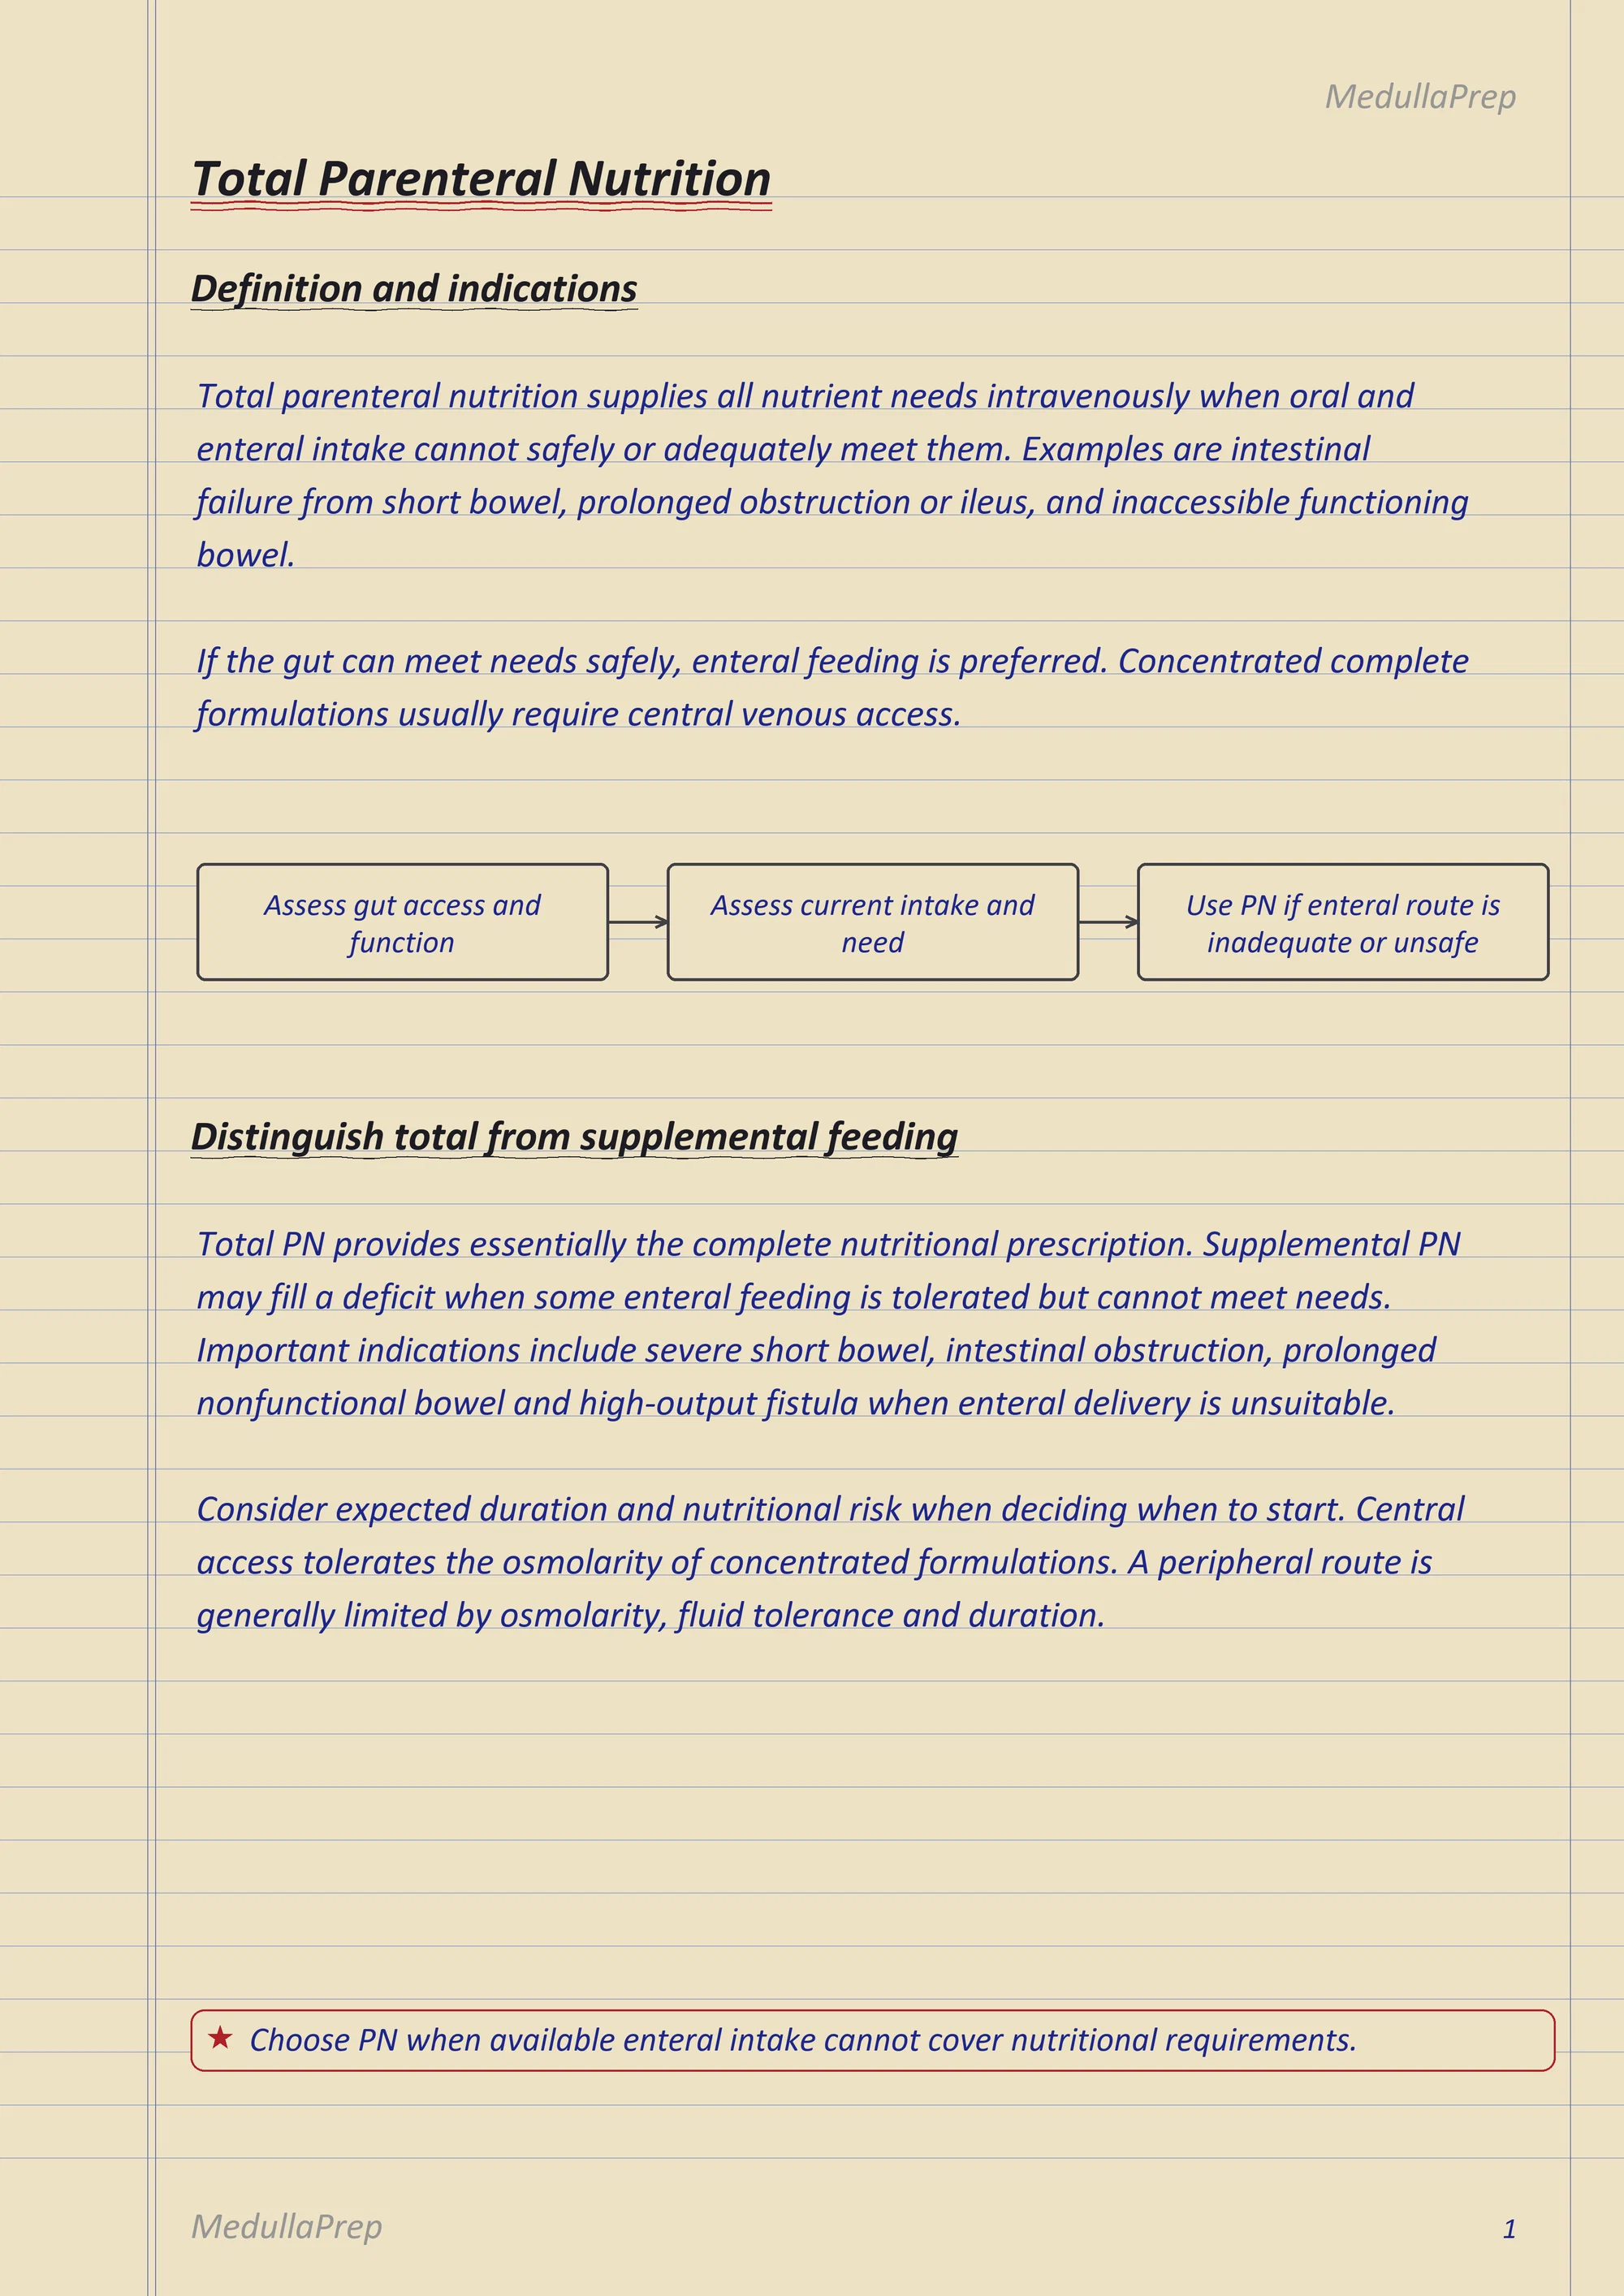 MedullaPrep
Total Parenteral Nutrition
Definition and indications
Total parenteral nutrition supplies all nutrient needs intravenously when oral and
enteral intake cannot safely or adequately meet them. Examples are intestinal
failure from short bowel, prolonged obstruction or ileus, and inaccessible functioning
bowel.
If the gut can meet needs safely, enteral feeding is preferred. Concentrated complete
formulations usually require central venous access.
Assess gut access and
function
Assess current intake and
need
Use PN if enteral route is
inadequate or unsafe
Distinguish total from supplemental feeding
Total PN provides essentially the complete nutritional prescription. Supplemental PN
may fill a deficit when some enteral feeding is tolerated but cannot meet needs.
Important indications include severe short bowel, intestinal obstruction, prolonged
nonfunctional bowel and high-output fistula when enteral delivery is unsuitable.
Consider expected duration and nutritional risk when deciding when to start. Central
access tolerates the osmolarity of concentrated formulations. A peripheral route is
generally limited by osmolarity, fluid tolerance and duration.
★ Choose PN when available enteral intake cannot cover nutritional requirements.
MedullaPrep
1